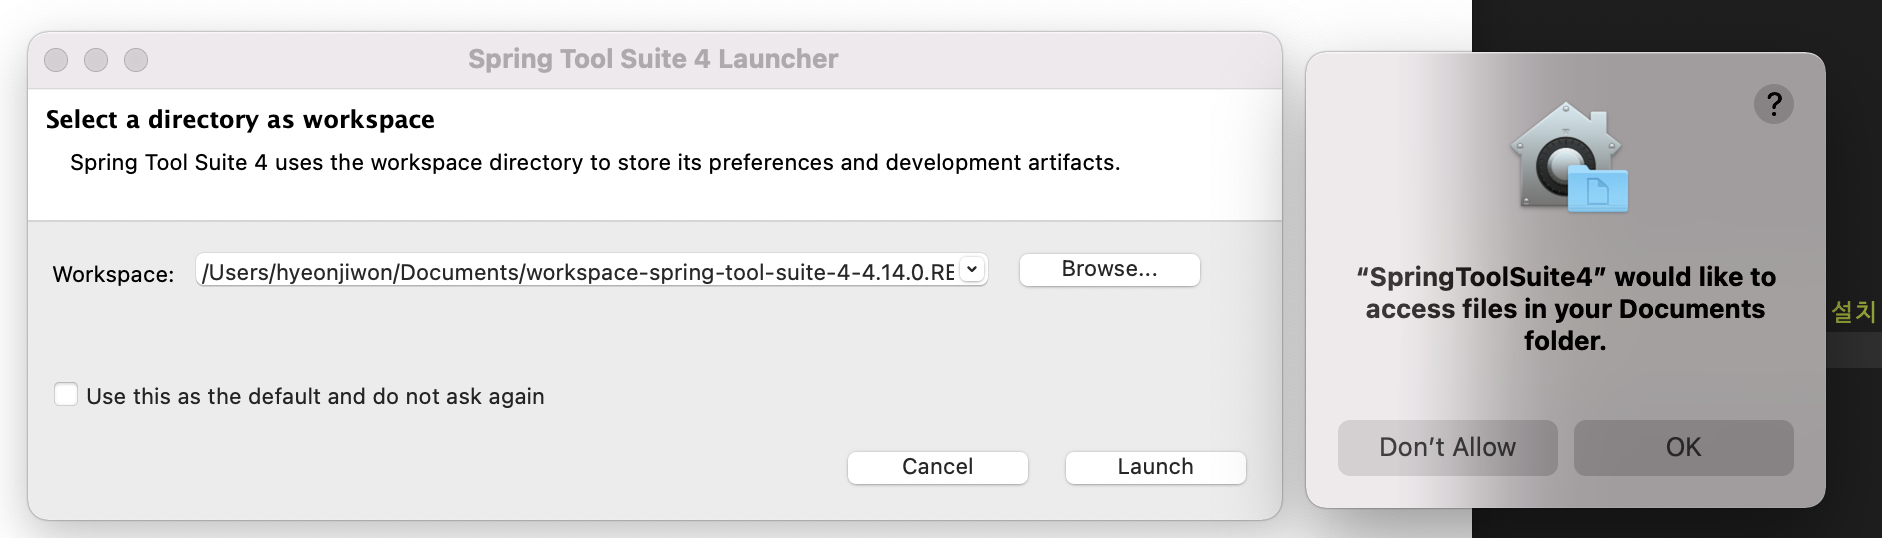 Spring Tool Suite 4 Launcher
Select a directory as workspace
Spring Tool Suite 4 uses the workspace directory to store its preferences and development artifacts.
Workspace: /Users/hyeonjiwon/Documents/workspace-spring-tool-suite-4-4.14.0.RE Browse...
Use this as the default and do not ask again
Cancel Launch
?
“SpringToolSuite4” would like to
access files in your Documents
folder.
Don’t Allow OK
설치